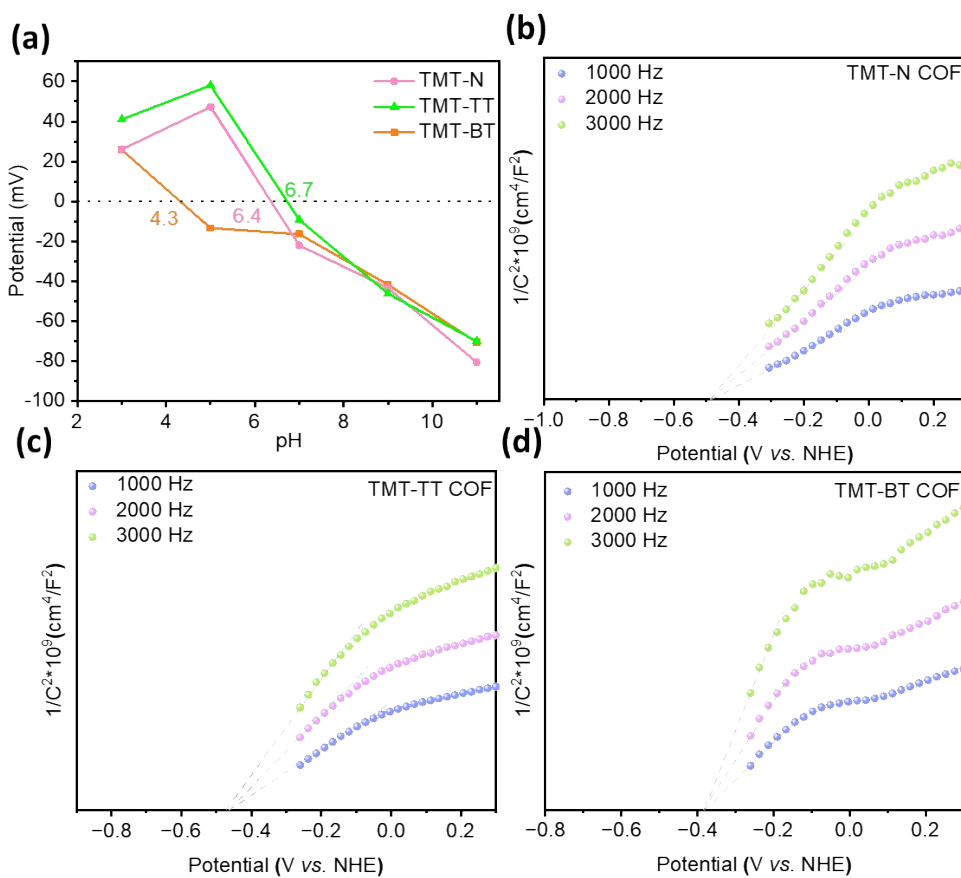 (a)
TMT-N
TMT-TT
TMT-BT
60
40
20
0
-20
-40
-60
-80
-100
6.7
4.3
6.4
2
4
6
8
10
Potential (mV)
pH
(b)
TMT-N COF
1000 Hz
2000 Hz
3000 Hz
1/C²*10⁹(cm⁴/F²)
−1.0
−0.8
−0.6
−0.4
−0.2
0.0
0.2
Potential (V vs. NHE)
(c)
TMT-TT COF
1000 Hz
2000 Hz
3000 Hz
1/C²*10⁹(cm⁴/F²)
−0.8
−0.6
−0.4
−0.2
0.0
0.2
Potential (V vs. NHE)
(d)
TMT-BT COF
1000 Hz
2000 Hz
3000 Hz
1/C²*10⁹(cm⁴/F²)
−0.8
−0.6
−0.4
−0.2
0.0
0.2
Potential (V vs. NHE)